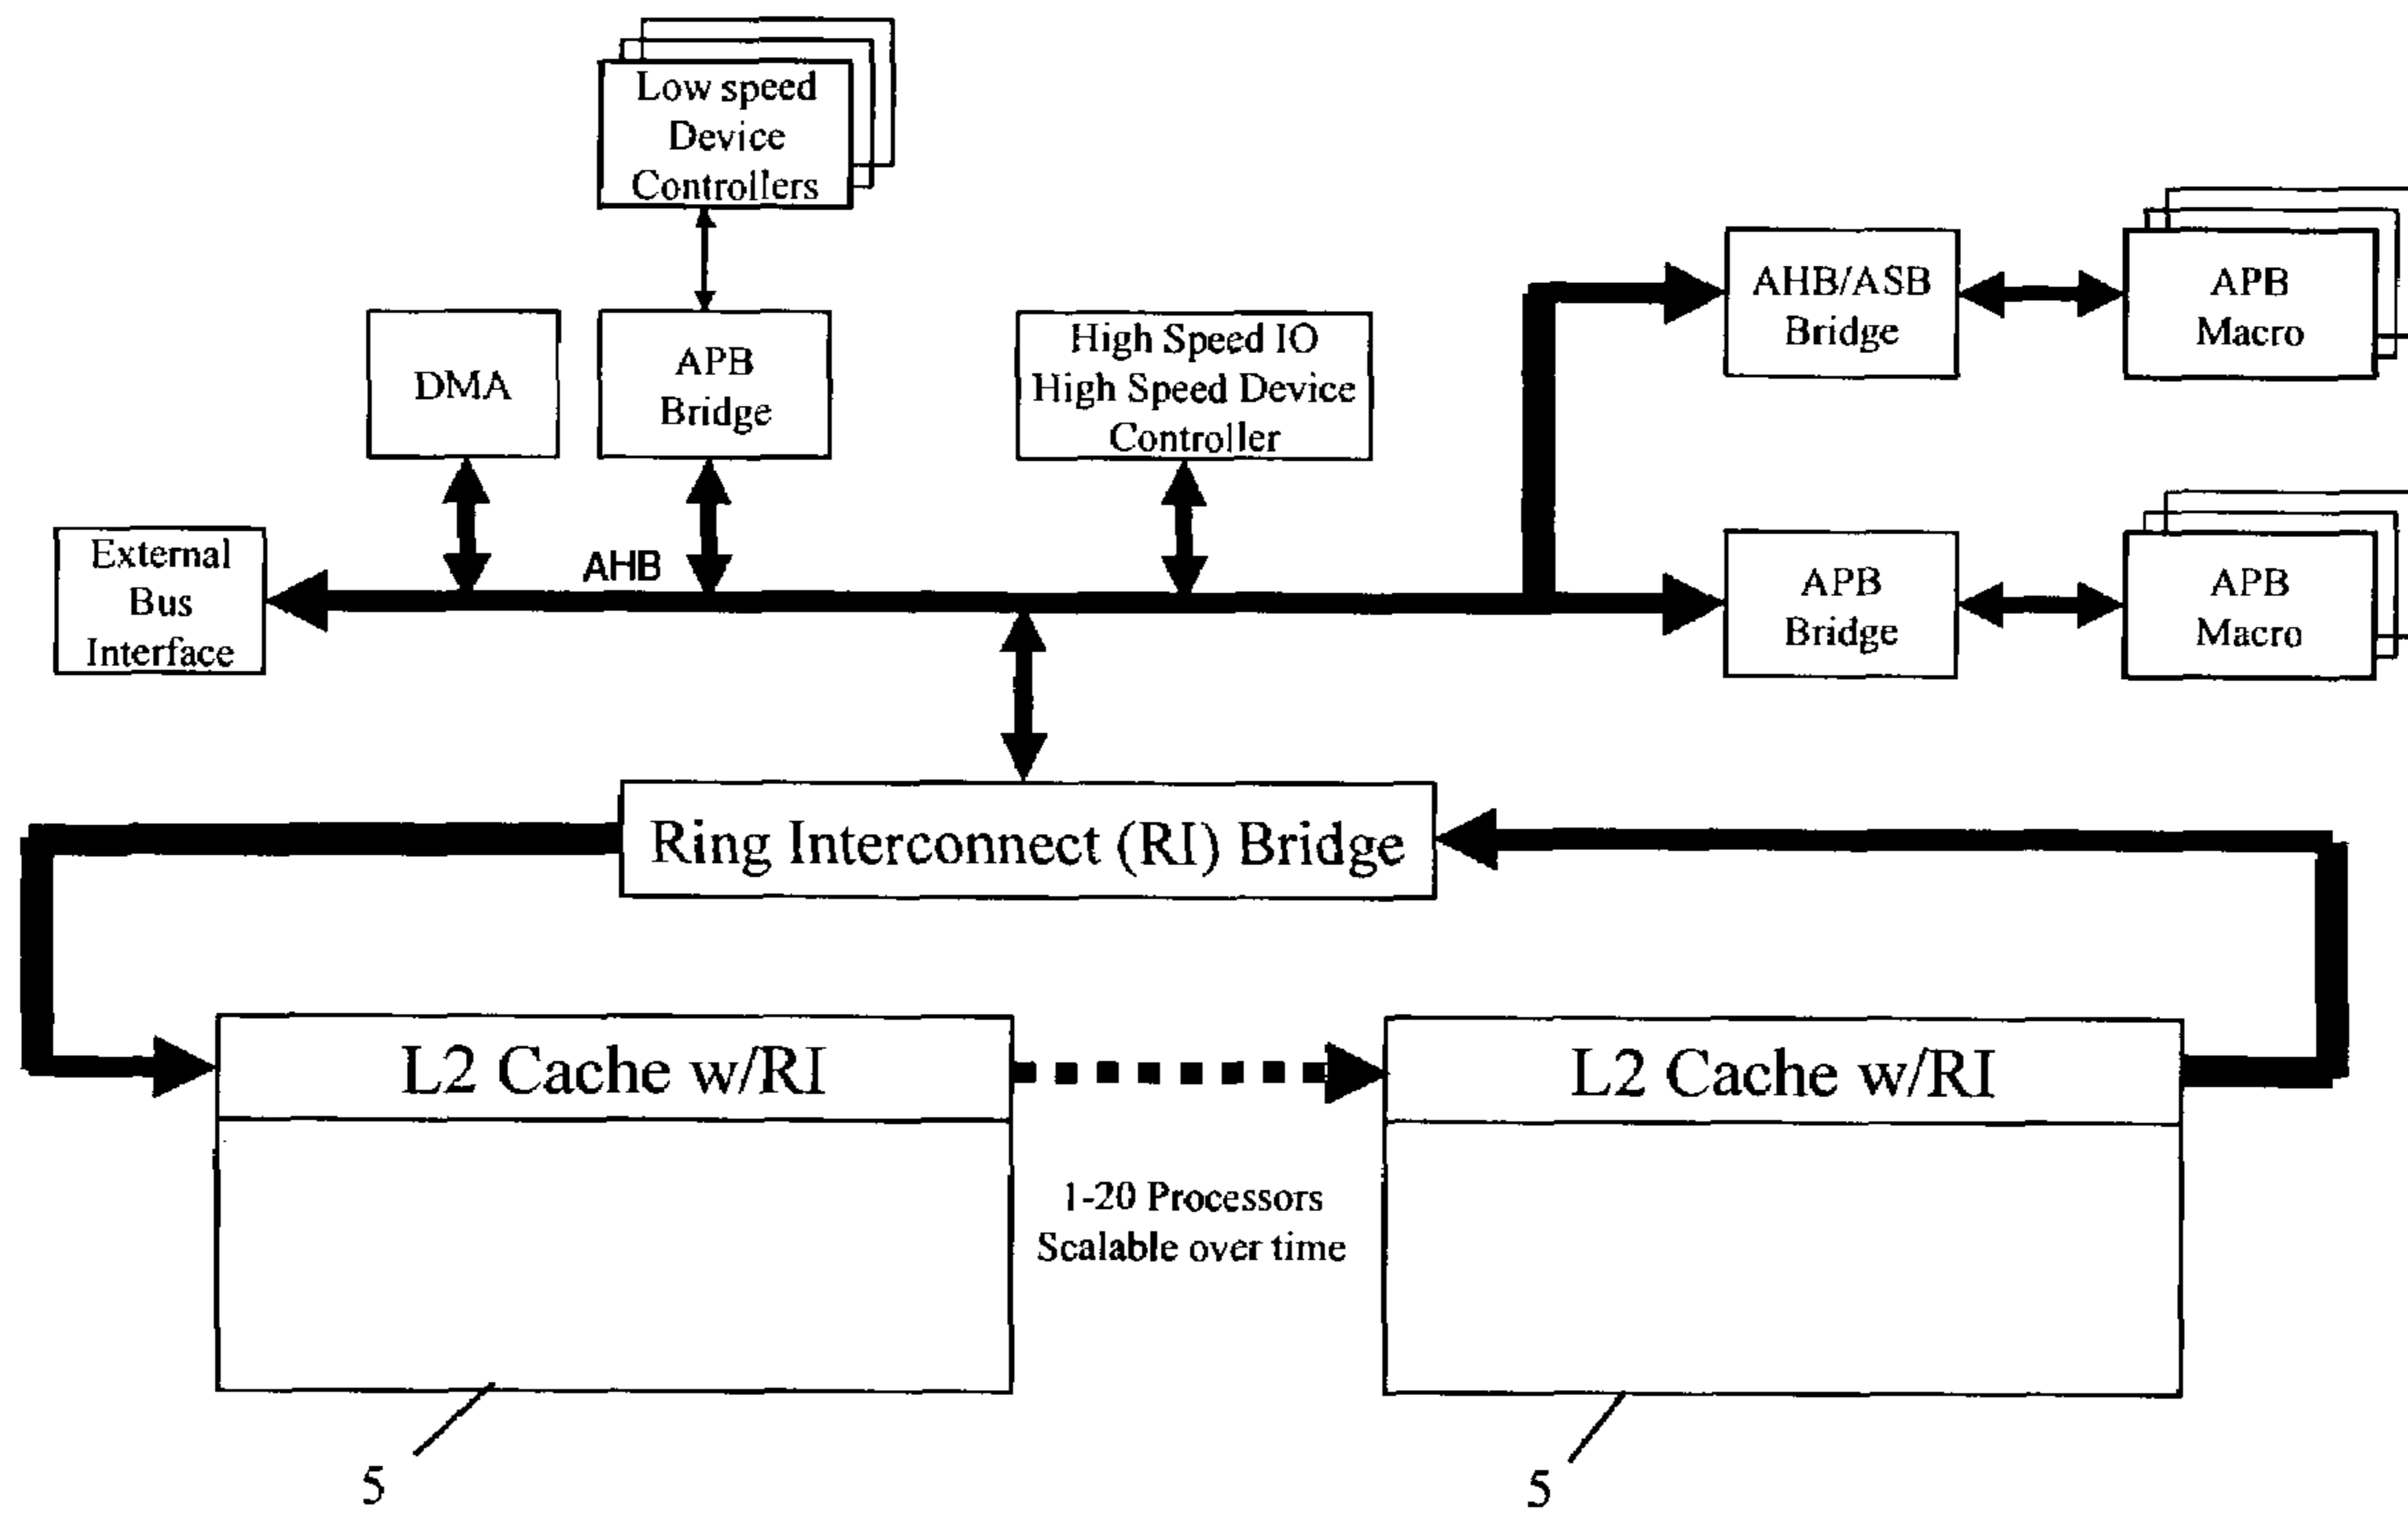 Low speed
Device
Controllers
AHB/ASB
Bridge
APB
Macro
DMA
APB
Bridge
High Speed IO
High Speed Device
Controller
External
Bus
Interface
AHB
APB
Bridge
APB
Macro
Ring Interconnect (RI) Bridge
L2 Cache w/RI
L2 Cache w/RI
1-20 Processors
Scalable over time
5
5